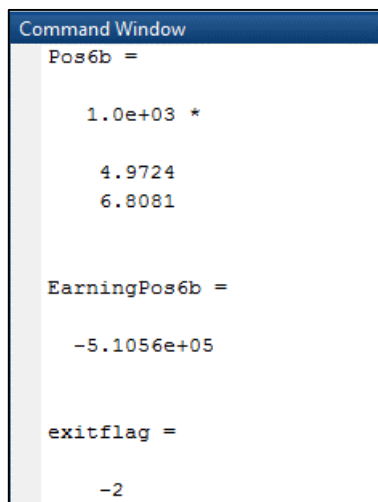 Command Window
Pos6b =
1.0e+03 *
4.9724
6.8081
EarningPos6b =
-5.1056e+05
exitflag =
-2